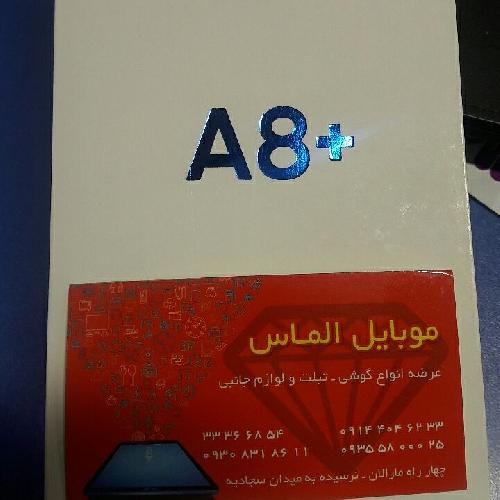 A8+
موبایل الماس
عرضه انواع گوشی - تبلت و لوازم جانبی
۰۹۱۴ ۴۰۴ ۶۲ ۳۳
۳۳ ۳۶ ۶۸ ۵۴
۰۹۳۵ ۵۸ ۰۰۰ ۲۵
۰۹۳۰ ۸۳۱ ۸۶ ۱۱
چهار راه مارالان - نرسیده به میدان سجادیه